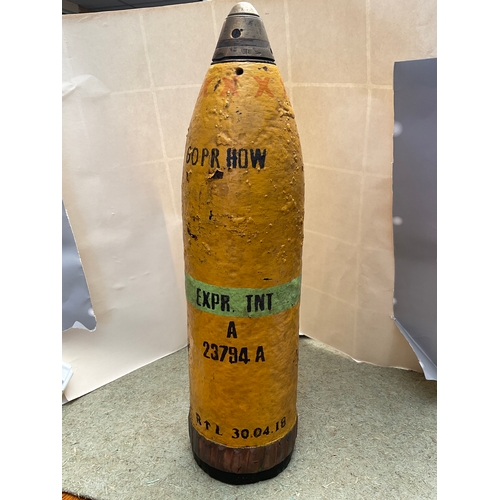 X X X
60PR HOW
EXPR. TNT
A
23794 A
R↑L 30.04.18